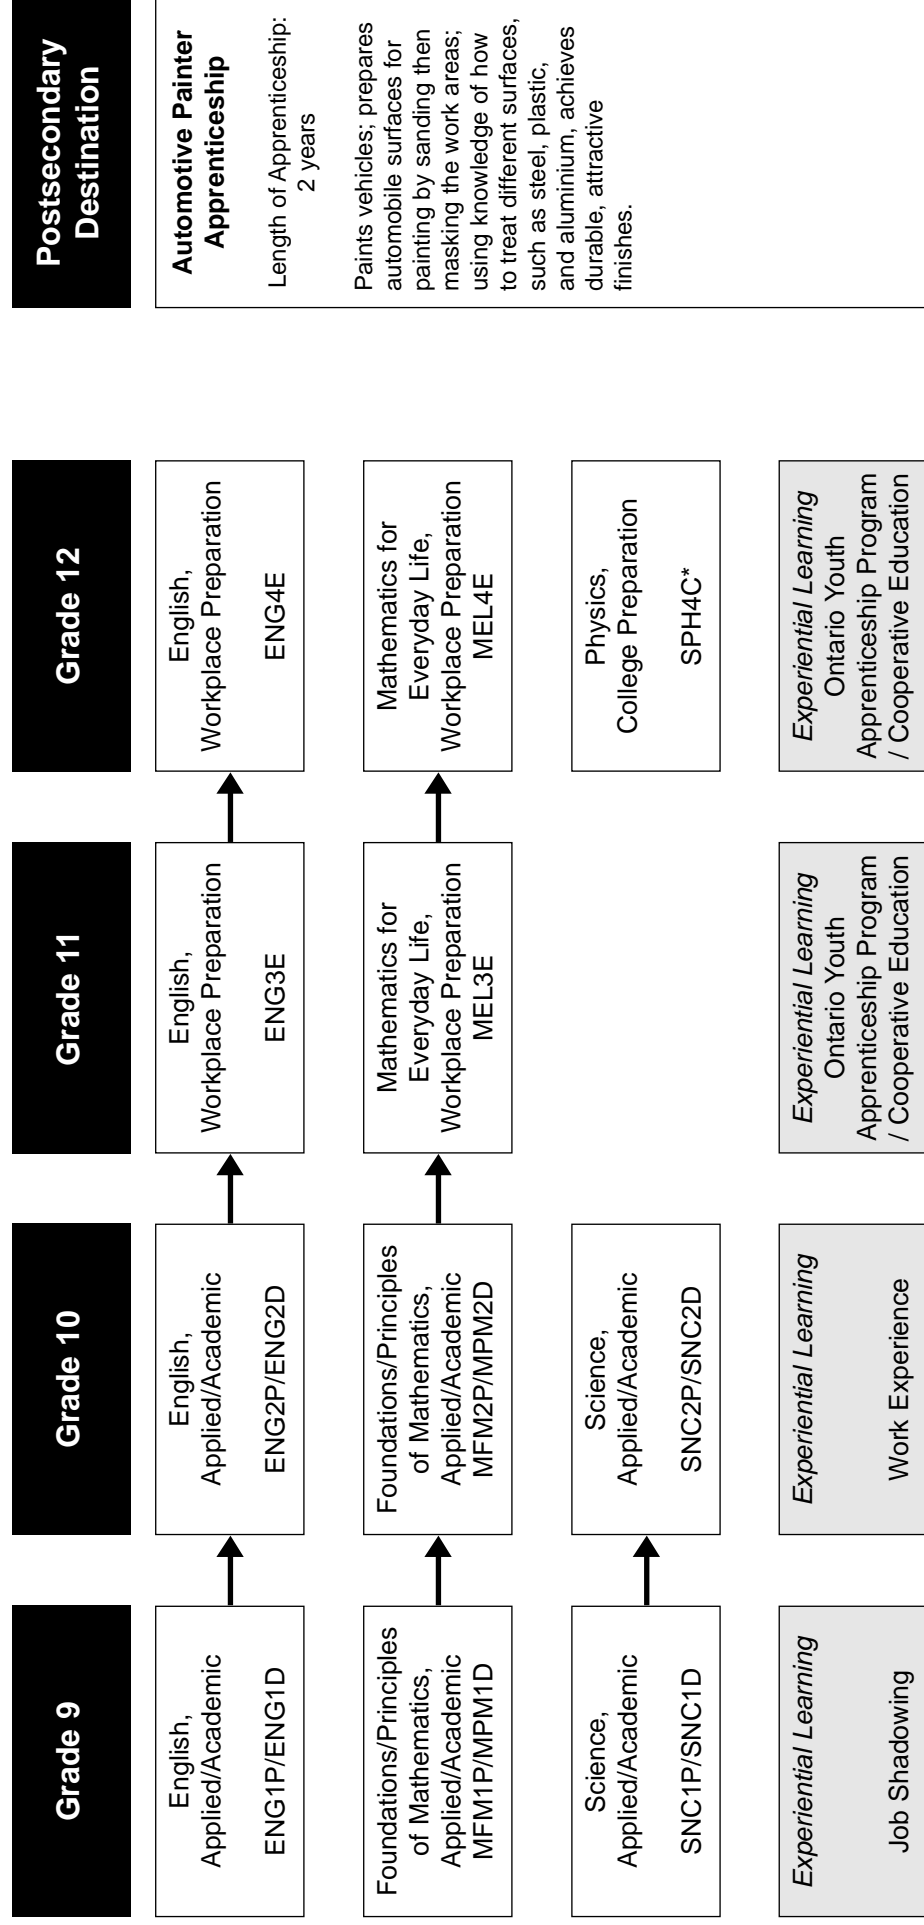 Grade 9
Grade 10
Grade 11
Grade 12
Postsecondary
Destination
English,
Applied/Academic
ENG1P/ENG1D
English,
Applied/Academic
ENG2P/ENG2D
English,
Workplace Preparation
ENG3E
English,
Workplace Preparation
ENG4E
Automotive Painter
Apprenticeship
Length of Apprenticeship:
2 years
Paints vehicles; prepares
automobile surfaces for
painting by sanding then
masking the work areas;
using knowledge of how
to treat different surfaces,
such as steel, plastic,
and aluminium, achieves
durable, attractive
finishes.
Foundations/Principles
of Mathematics,
Applied/Academic
MFM1P/MPM1D
Foundations/Principles
of Mathematics,
Applied/Academic
MFM2P/MPM2D
Mathematics for
Everyday Life,
Workplace Preparation
MEL3E
Mathematics for
Everyday Life,
Workplace Preparation
MEL4E
Science,
Applied/Academic
SNC1P/SNC1D
Science,
Applied/Academic
SNC2P/SNC2D
Physics,
College Preparation
SPH4C*
Experiential Learning
Job Shadowing
Experiential Learning
Work Experience
Experiential Learning
Ontario Youth
Apprenticeship Program
/ Cooperative Education
Experiential Learning
Ontario Youth
Apprenticeship Program
/ Cooperative Education